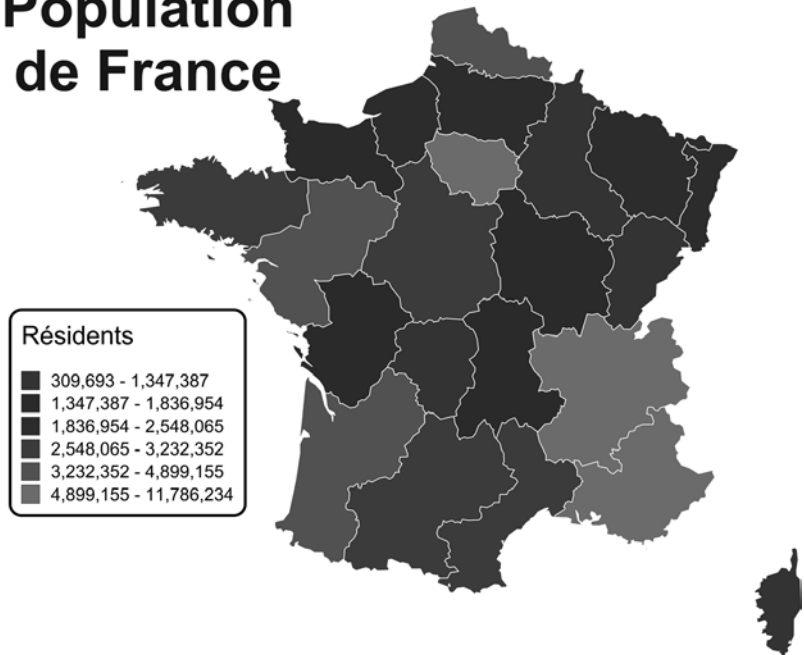 Population
de France
Résidents
309,693 - 1,347,387
1,347,387 - 1,836,954
1,836,954 - 2,548,065
2,548,065 - 3,232,352
3,232,352 - 4,899,155
4,899,155 - 11,786,234